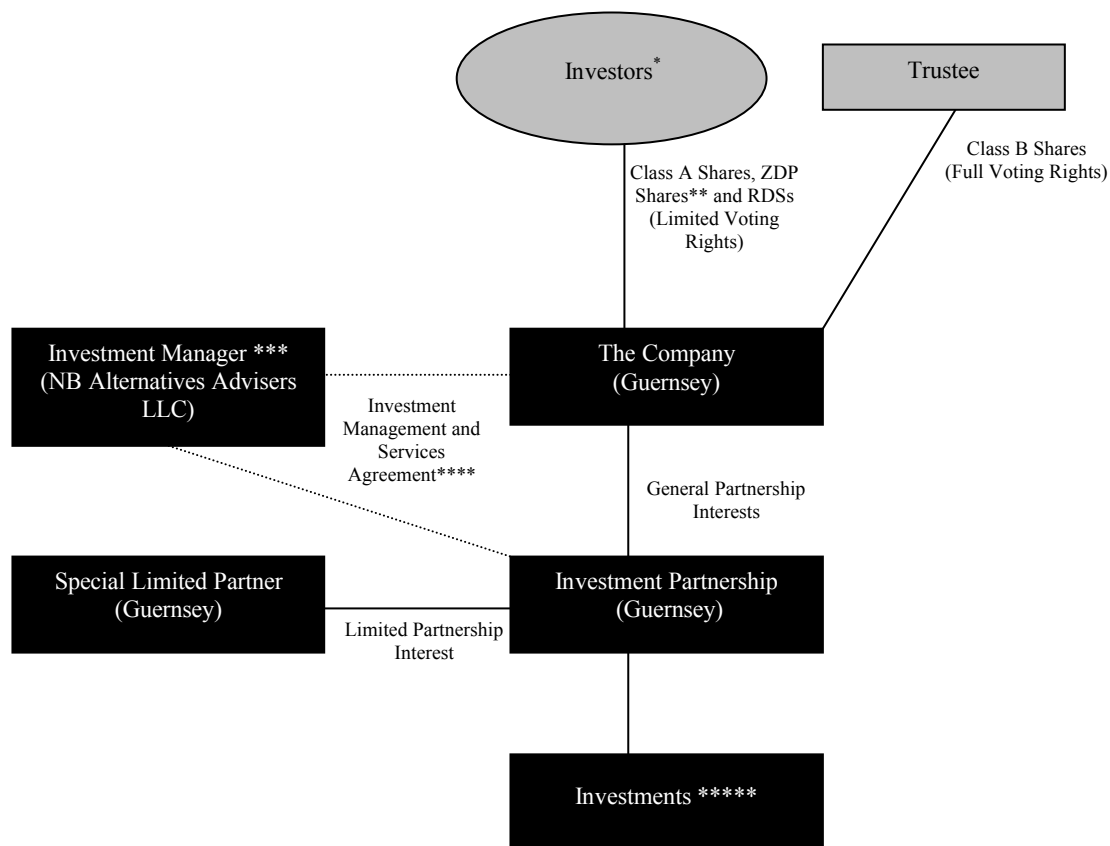 Investors*
Trustee
Class A Shares, ZDP
Shares** and RDSs
(Limited Voting
Rights)
Class B Shares
(Full Voting Rights)
Investment Manager ***
(NB Alternatives Advisers
LLC)
The Company
(Guernsey)
Investment
Management and
Services
Agreement****
General Partnership
Interests
Special Limited Partner
(Guernsey)
Investment Partnership
(Guernsey)
Limited Partnership
Interest
Investments *****